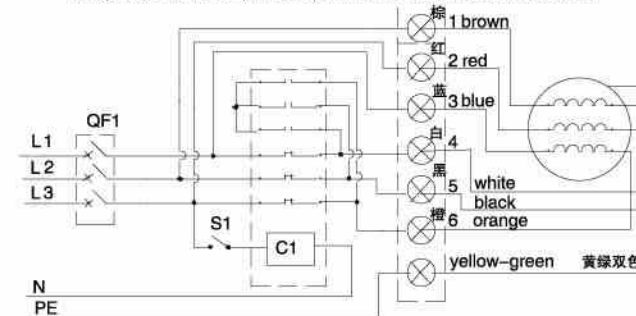 棕 1 brown
红 2 red
蓝 3 blue
白 4
黑 5 white
black
橙 6 orange
yellow-green 黄绿双色
QF1
L1
L2
L3
S1
C1
N
PE